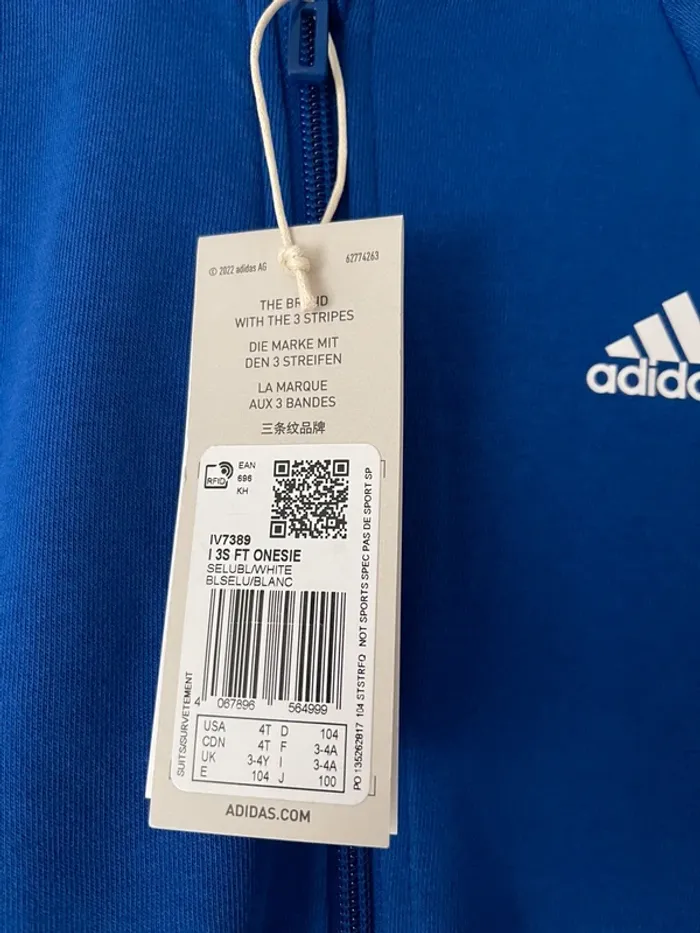 © 2022 adidas AG
62774263
THE BRAND
WITH THE 3 STRIPES
DIE MARKE MIT
DEN 3 STREIFEN
LA MARQUE
AUX 3 BANDES
三条纹品牌
RFID
EAN
696
KH
IV7389
I 3S FT ONESIE
SELUBL/WHITE
BLSELU/BLANC
4 067896 564999
USA 4T D 104
CDN 4T F 3-4A
UK 3-4Y I 3-4A
E 104 J 100
SUITS/SURVETEMENT
PO 135262817 104 STSTRFQ NOT SPORTS SPEC PAS DE SPORT SP
ADIDAS.COM
adidas